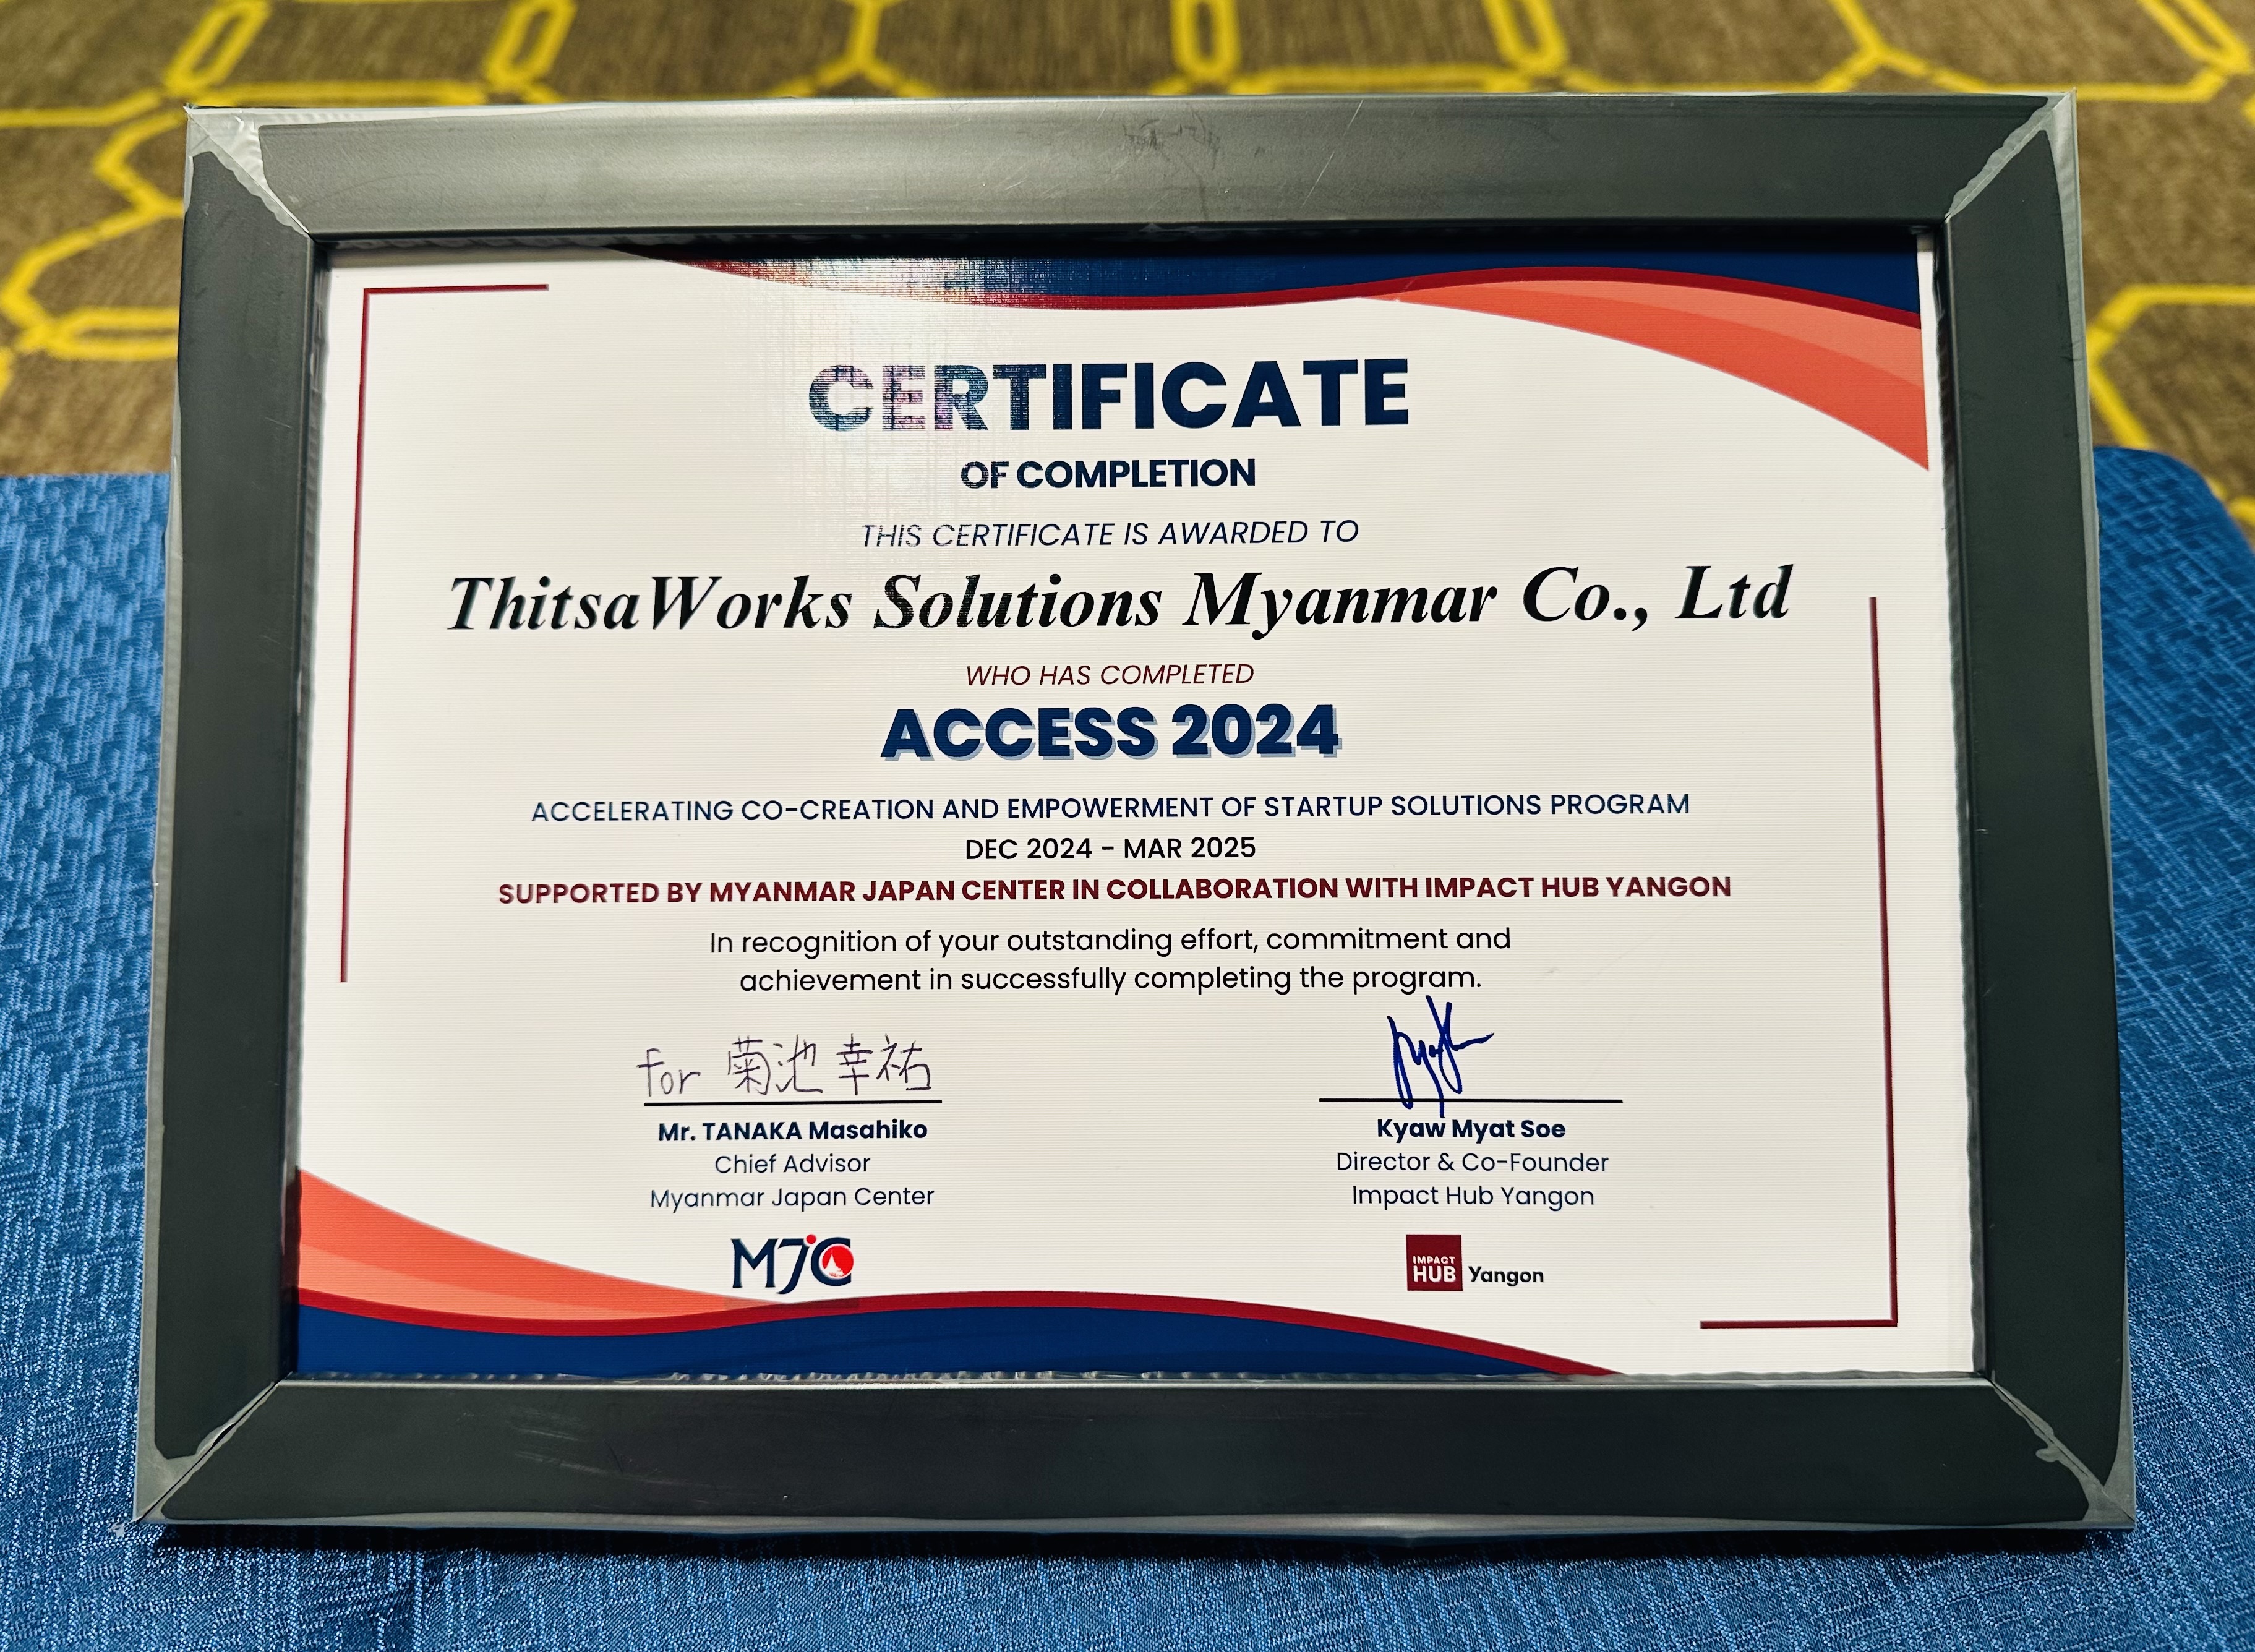 CERTIFICATE
OF COMPLETION
THIS CERTIFICATE IS AWARDED TO
ThitsaWorks Solutions Myanmar Co., Ltd
WHO HAS COMPLETED
ACCESS 2024
ACCELERATING CO-CREATION AND EMPOWERMENT OF STARTUP SOLUTIONS PROGRAM
DEC 2024 - MAR 2025
SUPPORTED BY MYANMAR JAPAN CENTER IN COLLABORATION WITH IMPACT HUB YANGON
In recognition of your outstanding effort, commitment and
achievement in successfully completing the program.
for 菊池 幸祐
Mr. TANAKA Masahiko
Chief Advisor
Myanmar Japan Center
MJC
Kyaw Myat Soe
Director & Co-Founder
Impact Hub Yangon
IMPACT
HUB Yangon